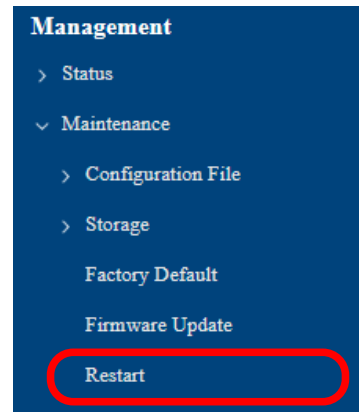 Management
Status
Maintenance
Configuration File
Storage
Factory Default
Firmware Update
Restart